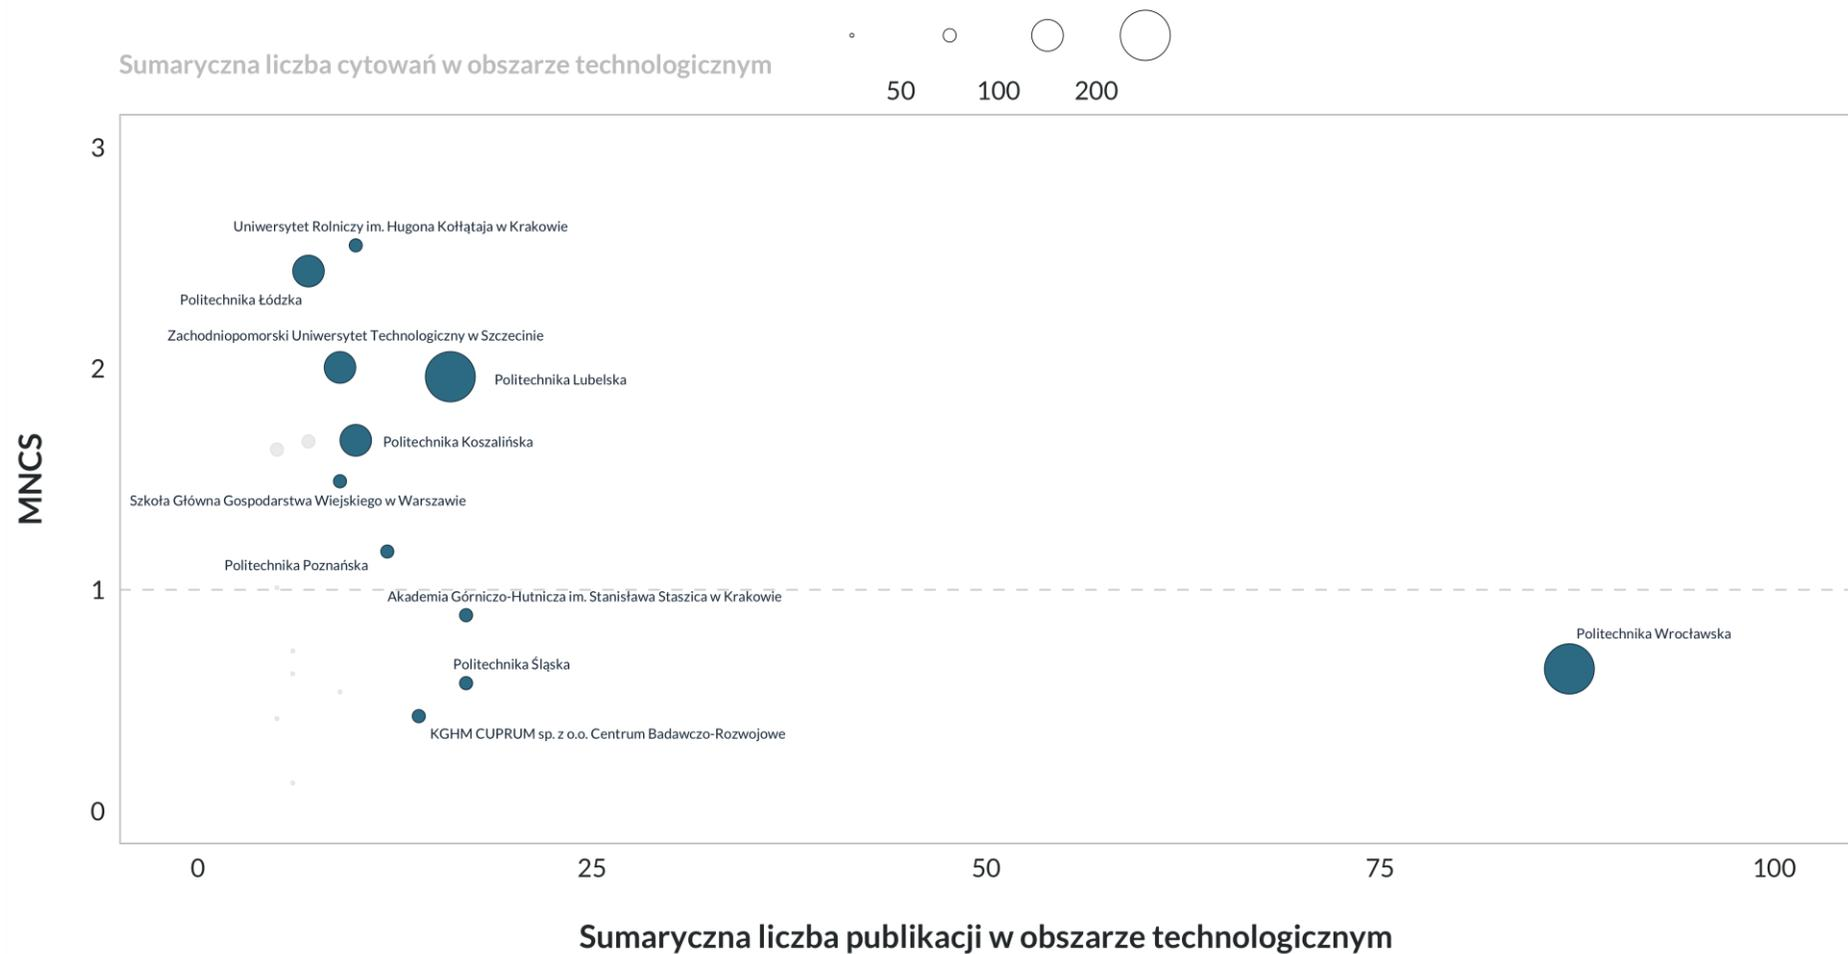 Sumaryczna liczba cytowań w obszarze technologicznym
50 100 200
3
Uniwersytet Rolniczy im. Hugona Kołłątaja w Krakowie
Politechnika Łódzka
Zachodniopomorski Uniwersytet Technologiczny w Szczecinie
2
Politechnika Lubelska
Politechnika Koszalińska
MNCS
Szkoła Główna Gospodarstwa Wiejskiego w Warszawie
Politechnika Poznańska
1
Akademia Górniczo-Hutnicza im. Stanisława Staszica w Krakowie
Politechnika Wrocławska
Politechnika Śląska
KGHM CUPRUM sp. z o.o. Centrum Badawczo-Rozwojowe
0
0 25 50 75 100
Sumaryczna liczba publikacji w obszarze technologicznym